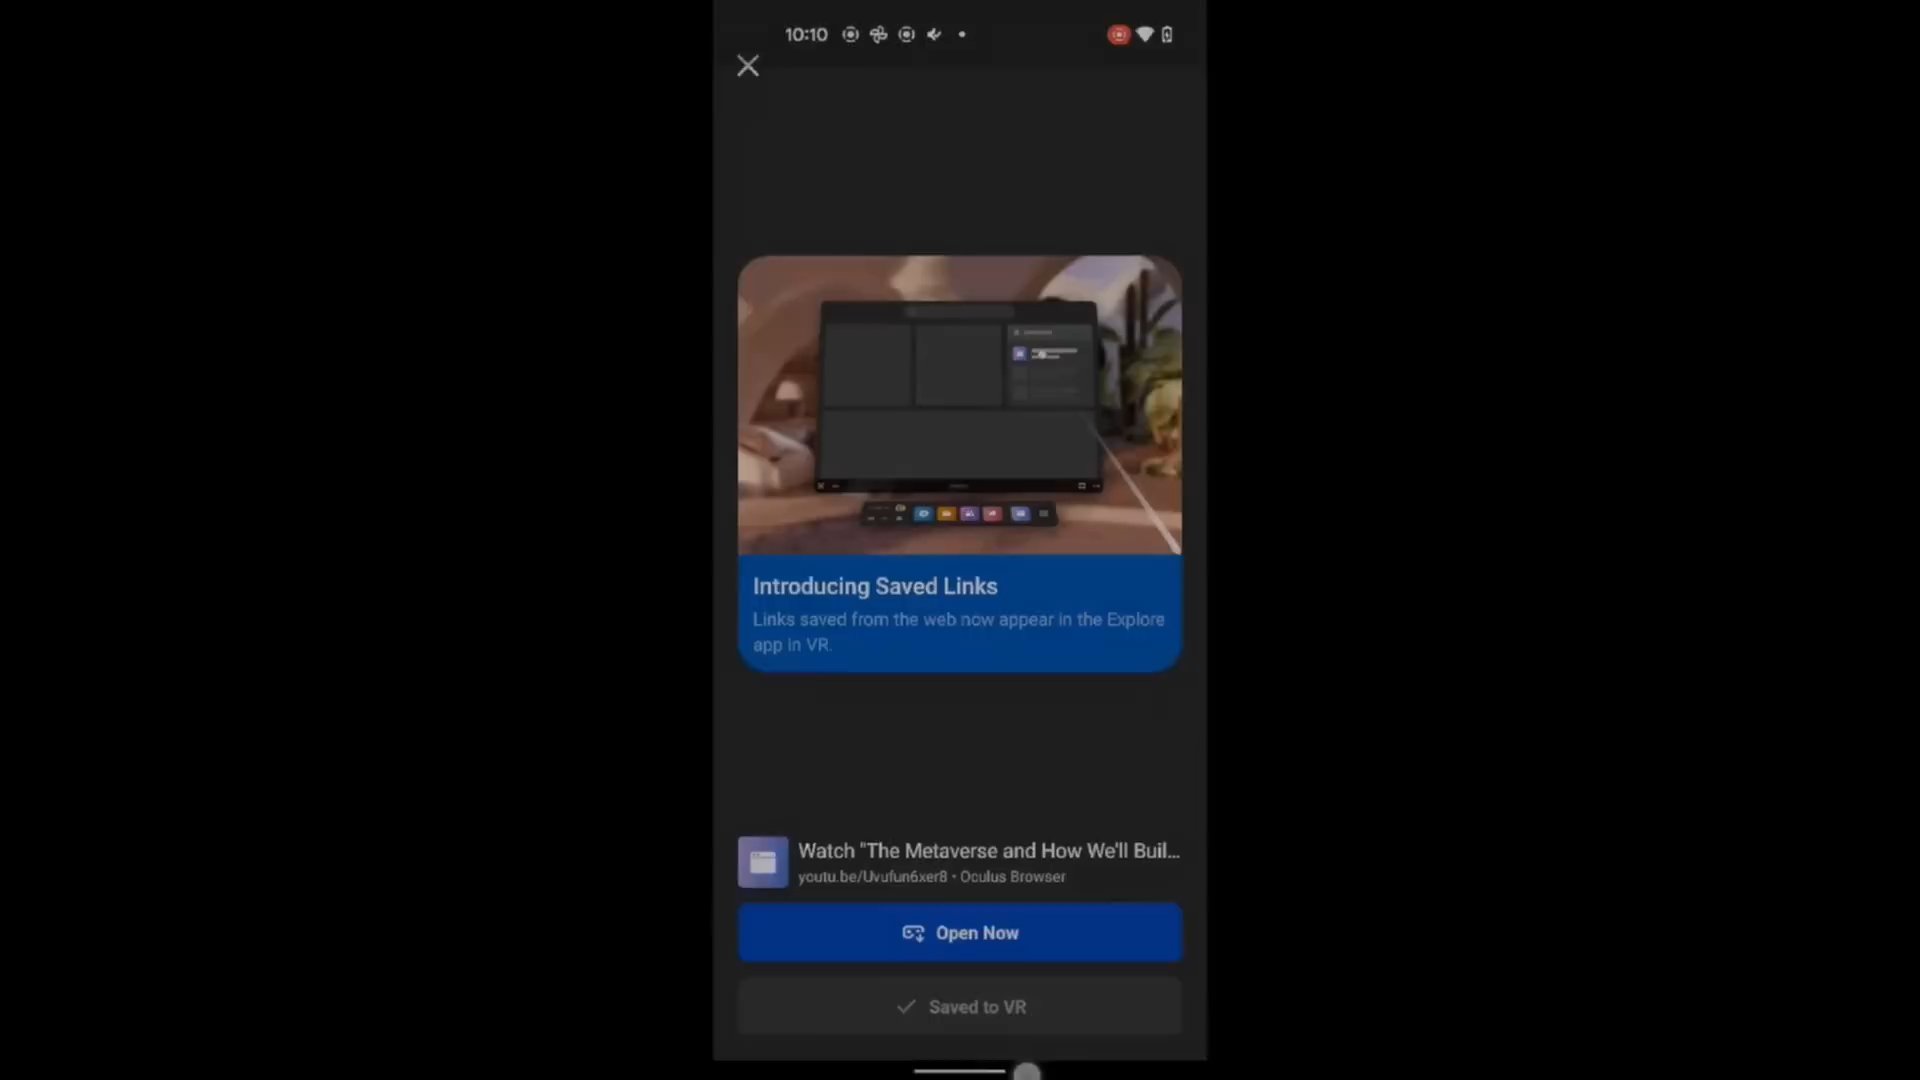 10:10
Introducing Saved Links
Links saved from the web now appear in the Explore
app in VR.
Watch "The Metaverse and How We'll Buil...
youtu.be/Uvufun6xer8 • Oculus Browser
Open Now
Saved to VR